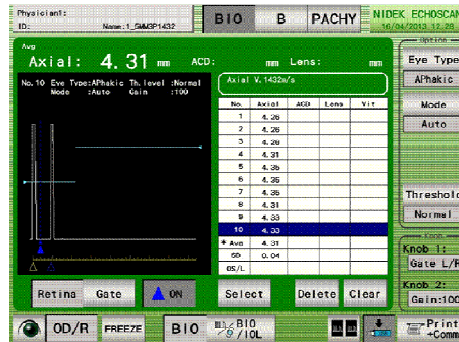 Physician1:
ID: Name:1_5MM3P1432
BIO B PACHY
NIDEK ECHOSCAN
16/04/2013 12:28
Option
Avg
Axial: 4.31 mm ACD: mm Lens: mm
No.10 Eye Type:APhakic Th.level :Normal
Mode :Auto Gain :100
Axial V.1432m/s
No. Axial ACD Lens Vit
1 4.26
2 4.26
3 4.28
4 4.31
5 4.35
6 4.35
7 4.35
8 4.31
9 4.33
10 4.33
* Avg 4.31
SD 0.04
OS/L
Eye Type
APhakic
Mode
Auto
Threshold
Normal
Knob
Knob 1:
Gate L/R
Knob 2:
Gain:100
Retina Gate ON Select Delete Clear
OD/R FREEZE BIO BIO /IOL Print +Comm